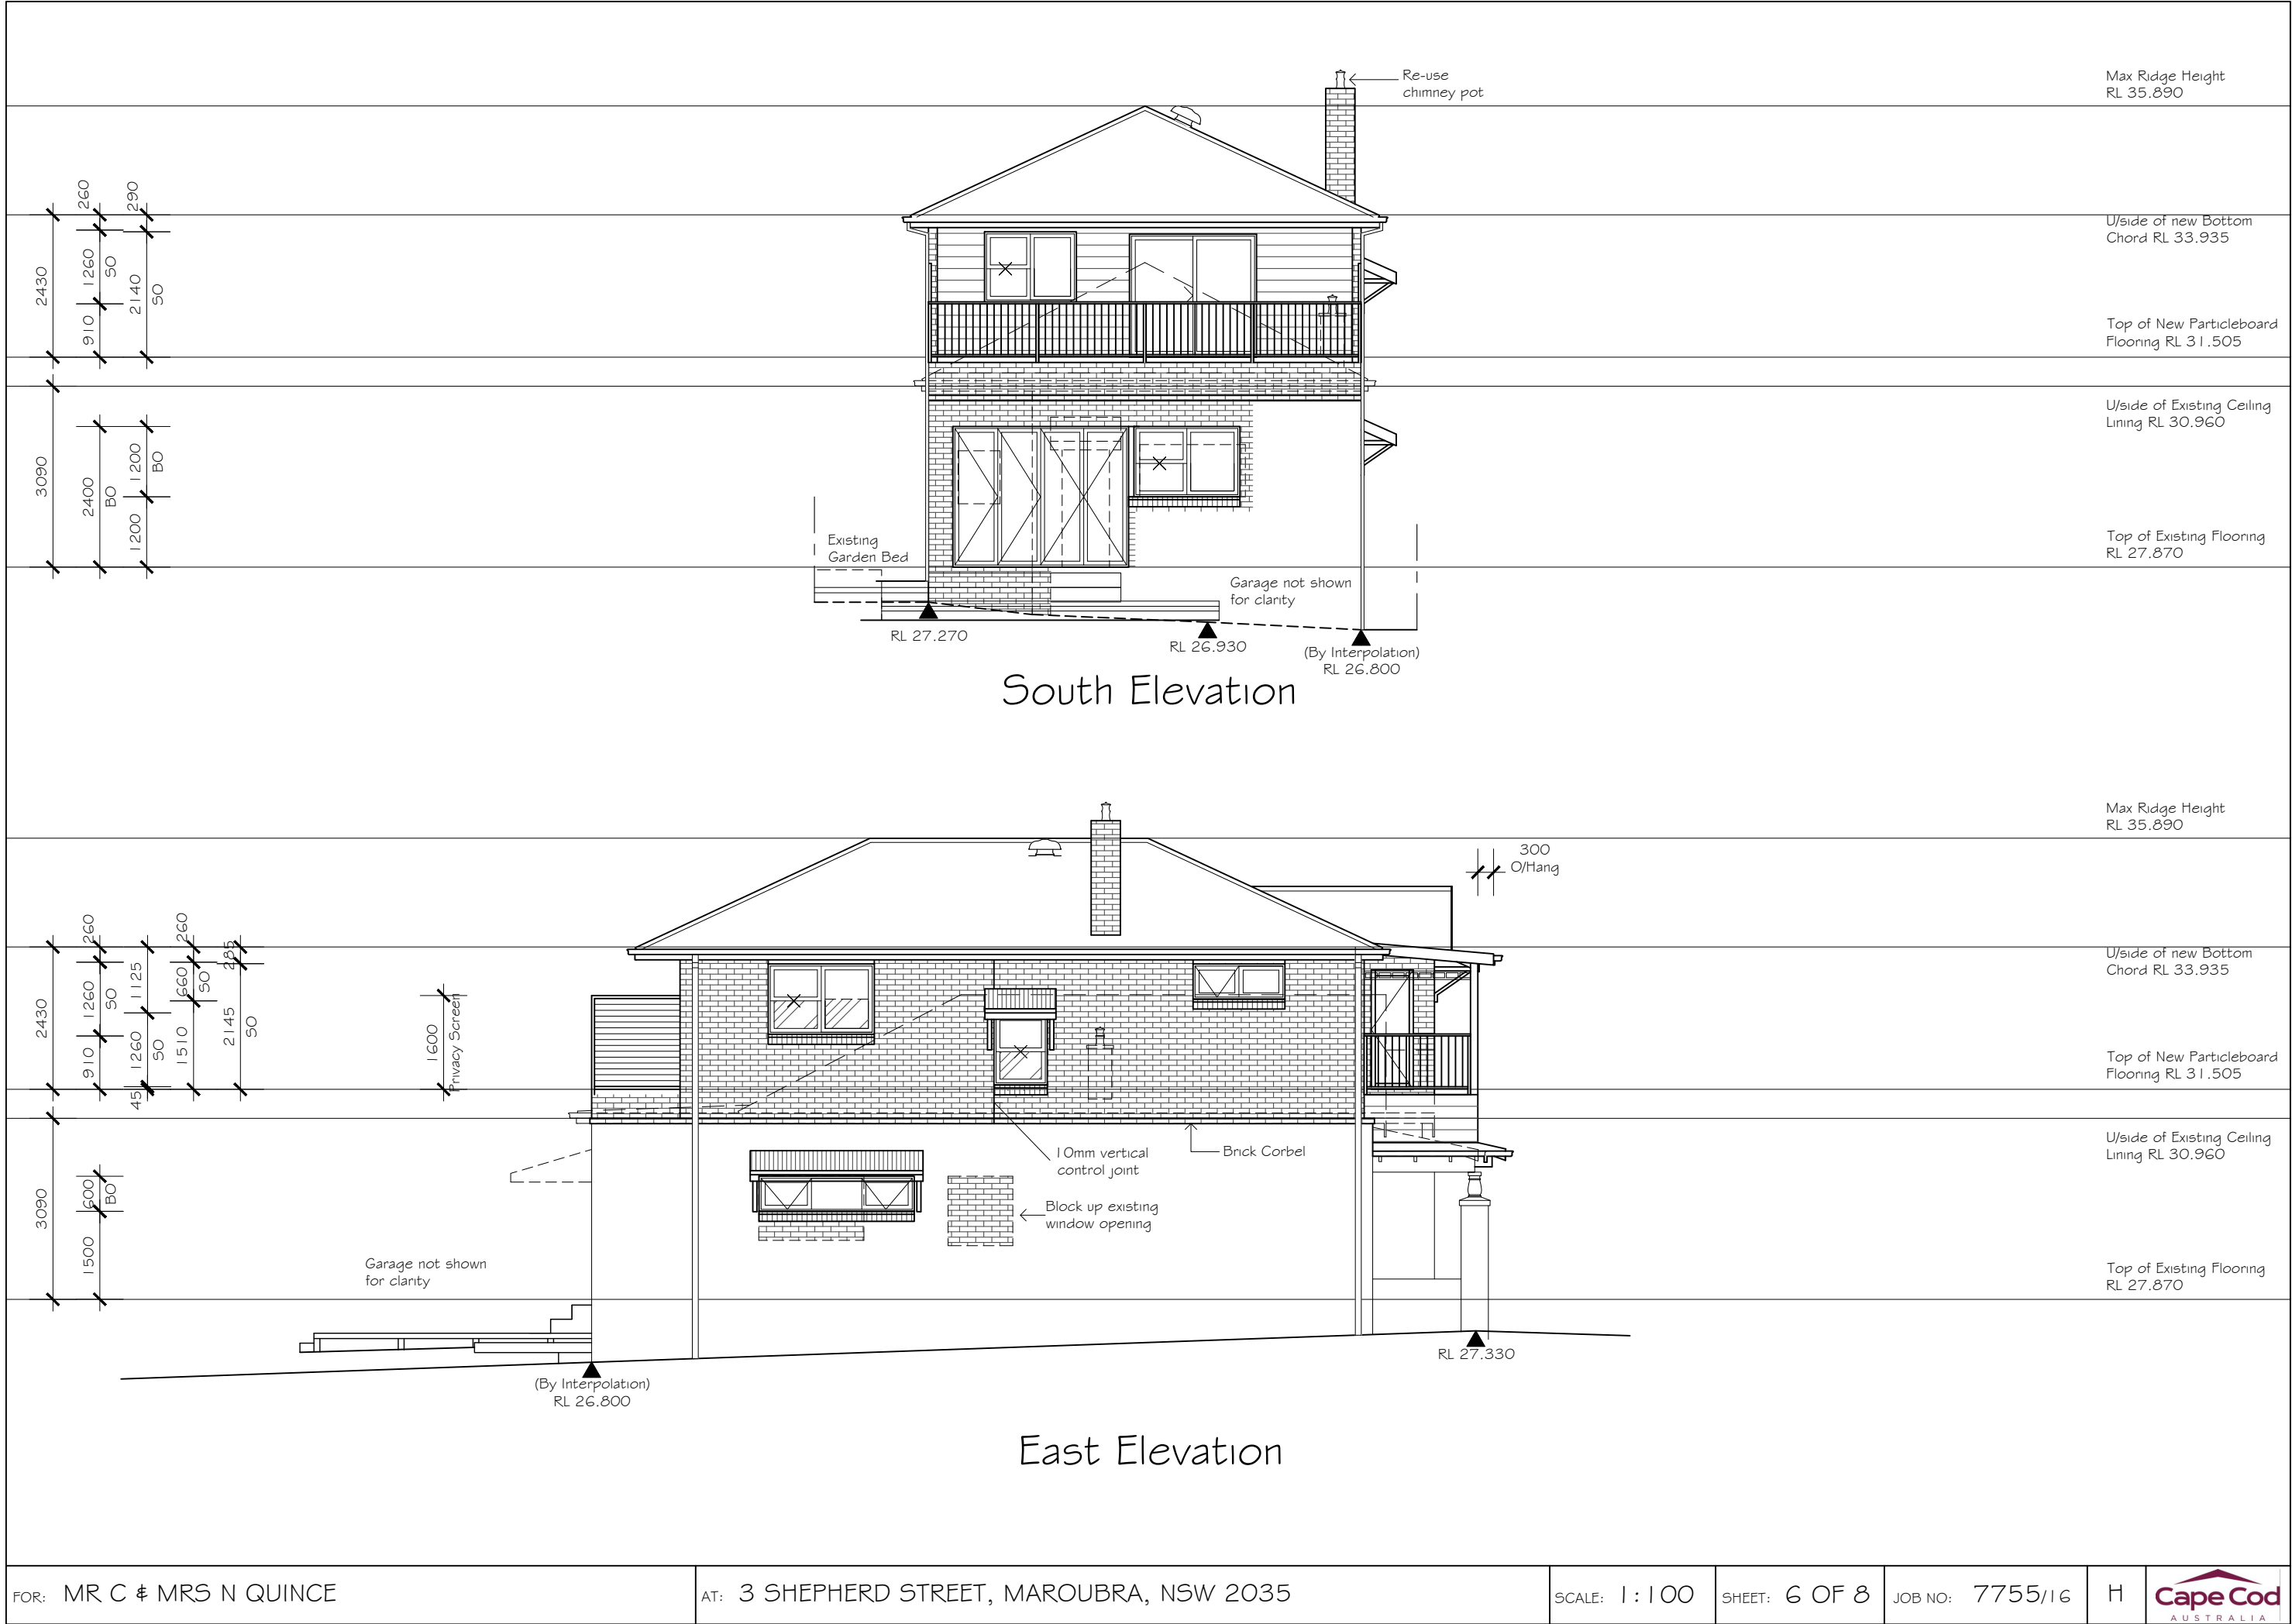 Re-use
chimney pot
Max Ridge Height
RL 35.890
U/side of new Bottom
Chord RL 33.935
Top of New Particleboard
Flooring RL 31.505
U/side of Existing Ceiling
Lining RL 30.960
Top of Existing Flooring
RL 27.870
2430
260
1260
SO
910
290
2140
SO
3090
2400
BO
1200
BO
1200
Existing
Garden Bed
Garage not shown
for clarity
RL 27.270
RL 26.930
(By Interpolation)
RL 26.800
South Elevation
Max Ridge Height
RL 35.890
300
O/Hang
U/side of new Bottom
Chord RL 33.935
Top of New Particleboard
Flooring RL 31.505
U/side of Existing Ceiling
Lining RL 30.960
Top of Existing Flooring
RL 27.870
2430
260
1260
SO
910
1125
1260
SO
45
260
660
SO
1510
285
2145
SO
1600
Privacy Screen
3090
600
BO
1500
10mm vertical
control joint
Brick Corbel
Block up existing
window opening
Garage not shown
for clarity
(By Interpolation)
RL 26.800
RL 27.330
East Elevation
FOR: MR C & MRS N QUINCE
AT: 3 SHEPHERD STREET, MAROUBRA, NSW 2035
SCALE: 1:100
SHEET: 6 OF 8
JOB NO: 7755/16
H
Cape Cod
AUSTRALIA